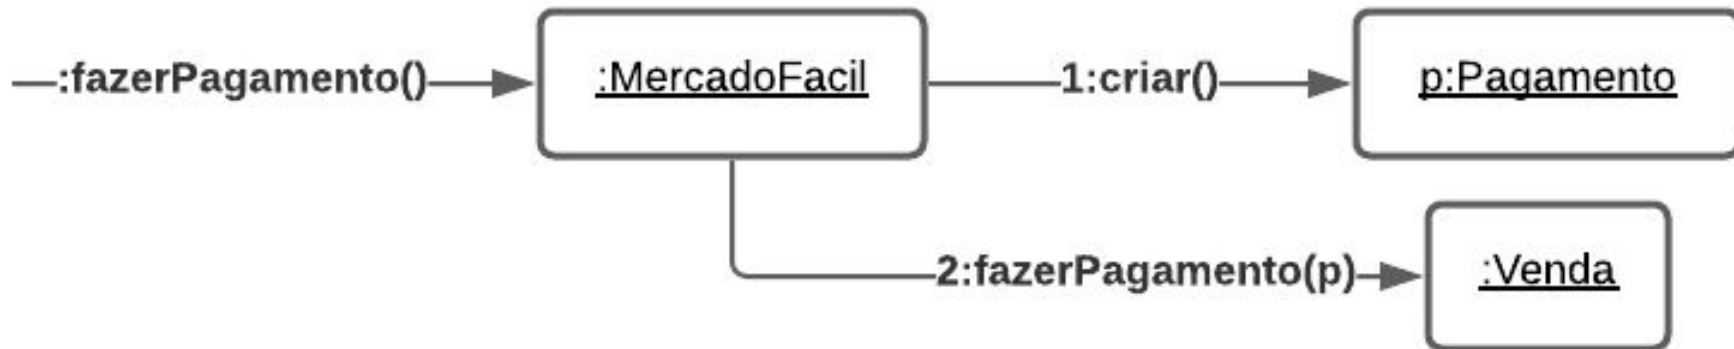 :fazerPagamento()
:MercadoFacil
1:criar()
p:Pagamento
2:fazerPagamento(p)
:Venda